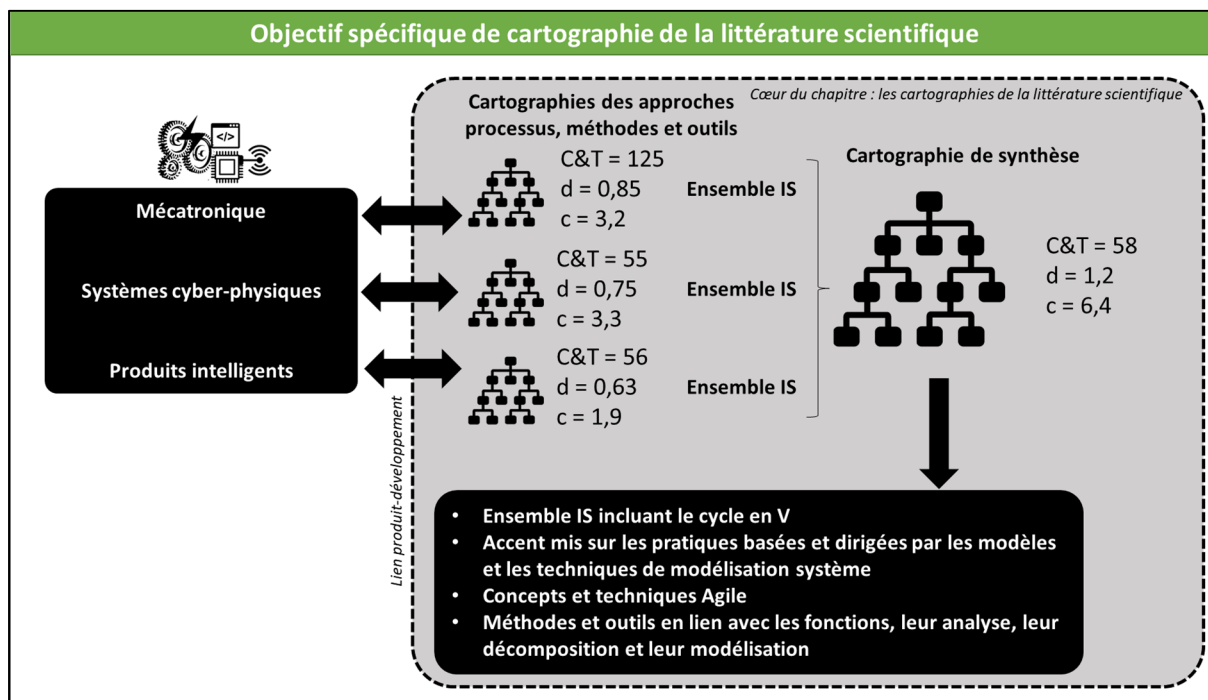 Objectif spécifique de cartographie de la littérature scientifique
Cœur du chapitre : les cartographies de la littérature scientifique
Cartographies des approches
processus, méthodes et outils
</>
Mécatronique
Systèmes cyber-physiques
Produits intelligents
Lien produit-développement
C&T = 125
d = 0,85
c = 3,2
Ensemble IS
C&T = 55
d = 0,75
c = 3,3
Ensemble IS
C&T = 56
d = 0,63
c = 1,9
Ensemble IS
Cartographie de synthèse
C&T = 58
d = 1,2
c = 6,4
• Ensemble IS incluant le cycle en V
• Accent mis sur les pratiques basées et dirigées par les modèles
et les techniques de modélisation système
• Concepts et techniques Agile
• Méthodes et outils en lien avec les fonctions, leur analyse, leur
décomposition et leur modélisation